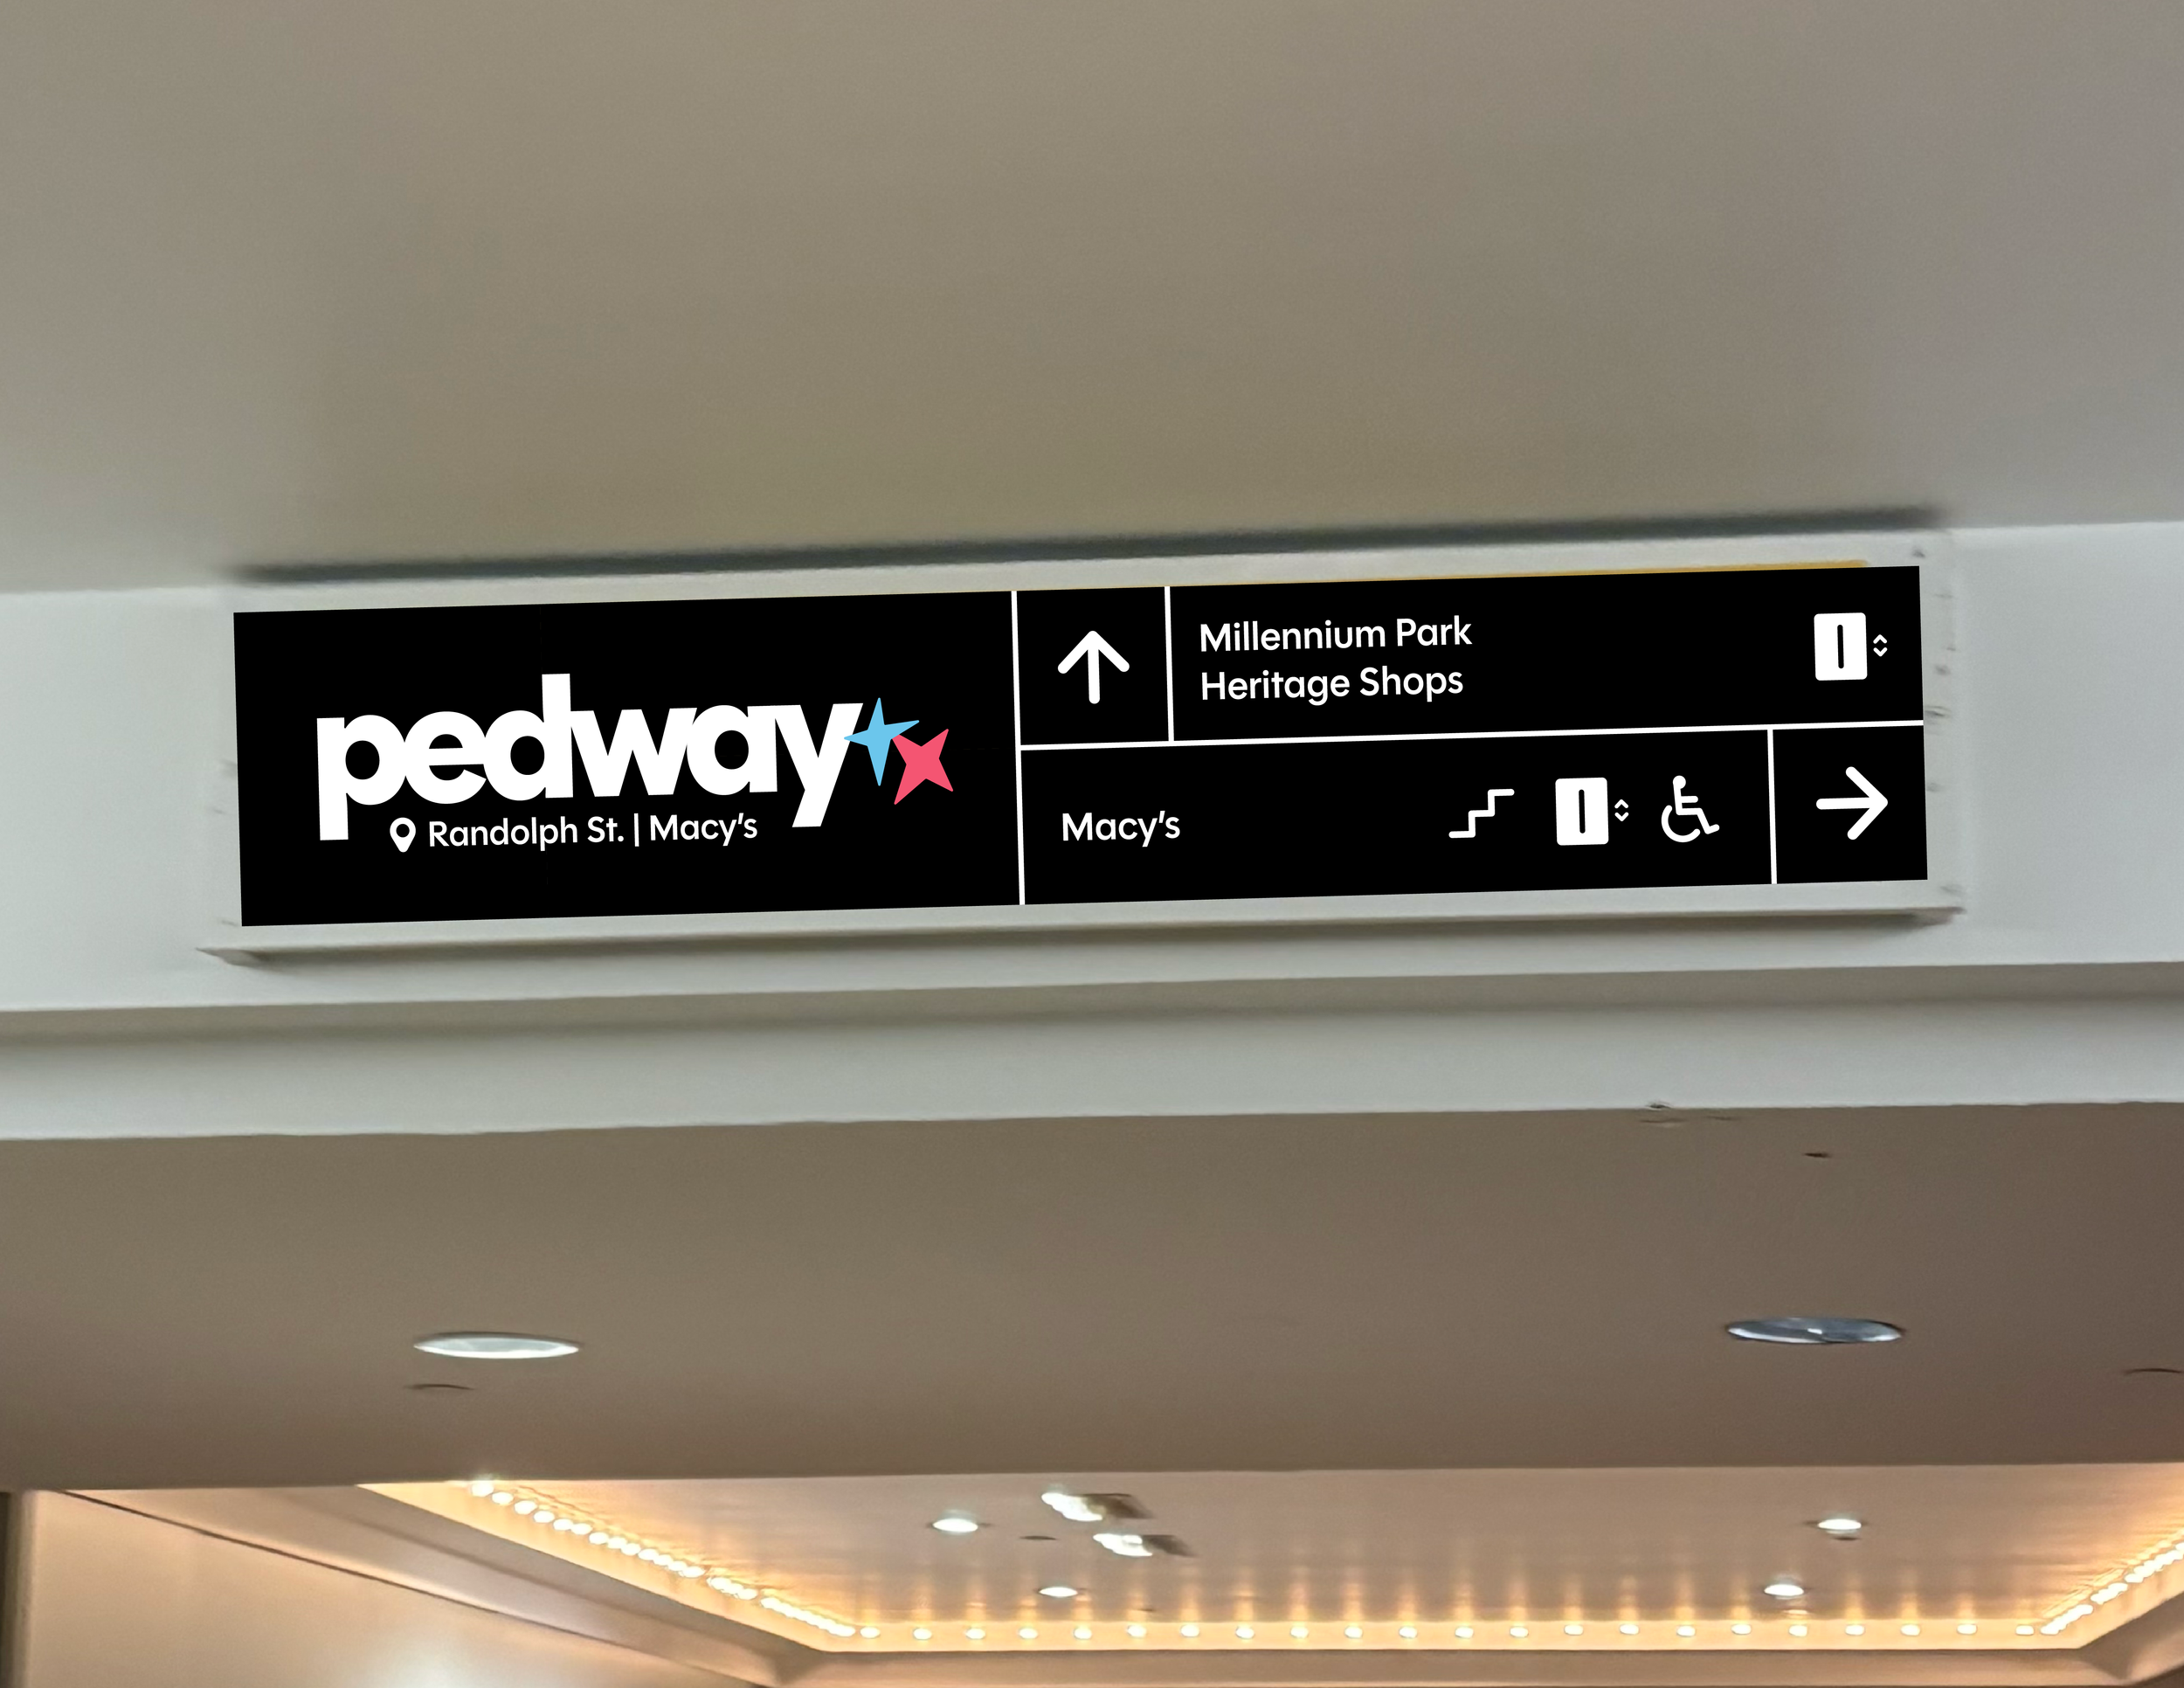 pedway
Randolph St. | Macy's
Millennium Park
Heritage Shops
Macy's